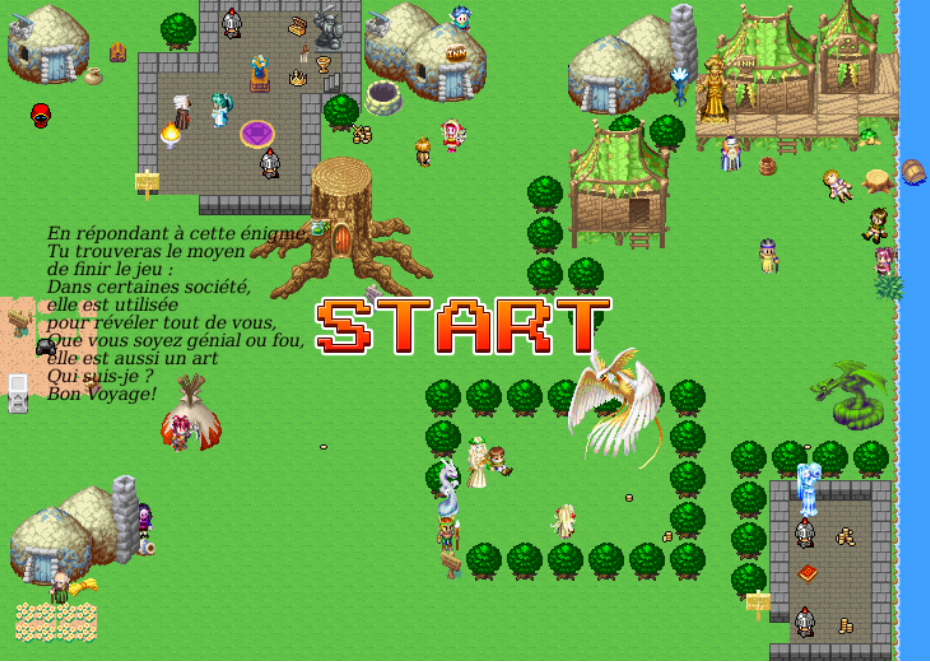 INN
INN
En répondant à cette énigme
Tu trouveras le moyen
de finir le jeu :
Dans certaines société,
elle est utilisée
pour révéler tout de vous,
Que vous soyez génial ou fou,
elle est aussi un art
Qui suis-je ?
Bon Voyage!
START